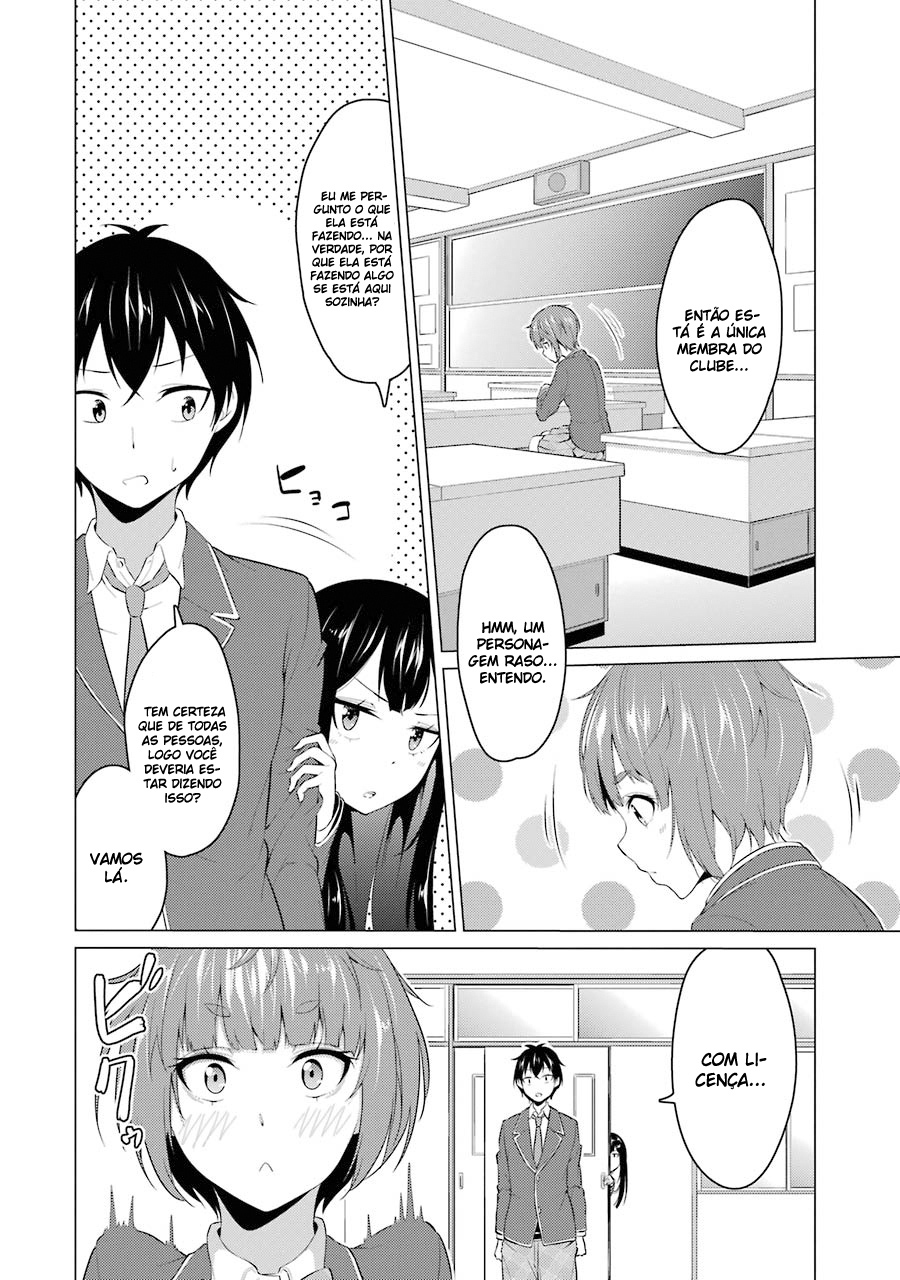 ENTÃO ES-
TÁ É A ÚNICA
MEMBRA DO
CLUBE...
EU ME PER-
GUNTO O QUE
ELA ESTÁ
FAZENDO... NA
VERDADE, POR
QUE ELA ESTÁ
FAZENDO ALGO
SE ESTÁ AQUI
SOZINHA?
ヒョコ
HMM, UM
PERSONA-
GEM RASO...
ENTENDO.
TEM CERTEZA
QUE DE TODAS
AS PESSOAS,
LOGO VOCÊ
DEVERIA ES-
TAR DIZENDO
ISSO?
VAMOS
LÁ.
COM LI-
CENÇA...
ビクゥ